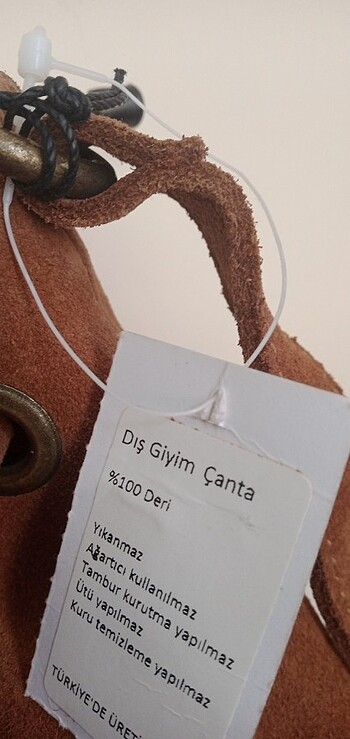 Dış Giyim Çanta
%100 Deri
Yıkanmaz
Ağartıcı kullanılmaz
Tambur kurutma yapılmaz
Ütü yapılmaz
Kuru temizleme yapılmaz
TÜRKİYE'DE ÜRETİ